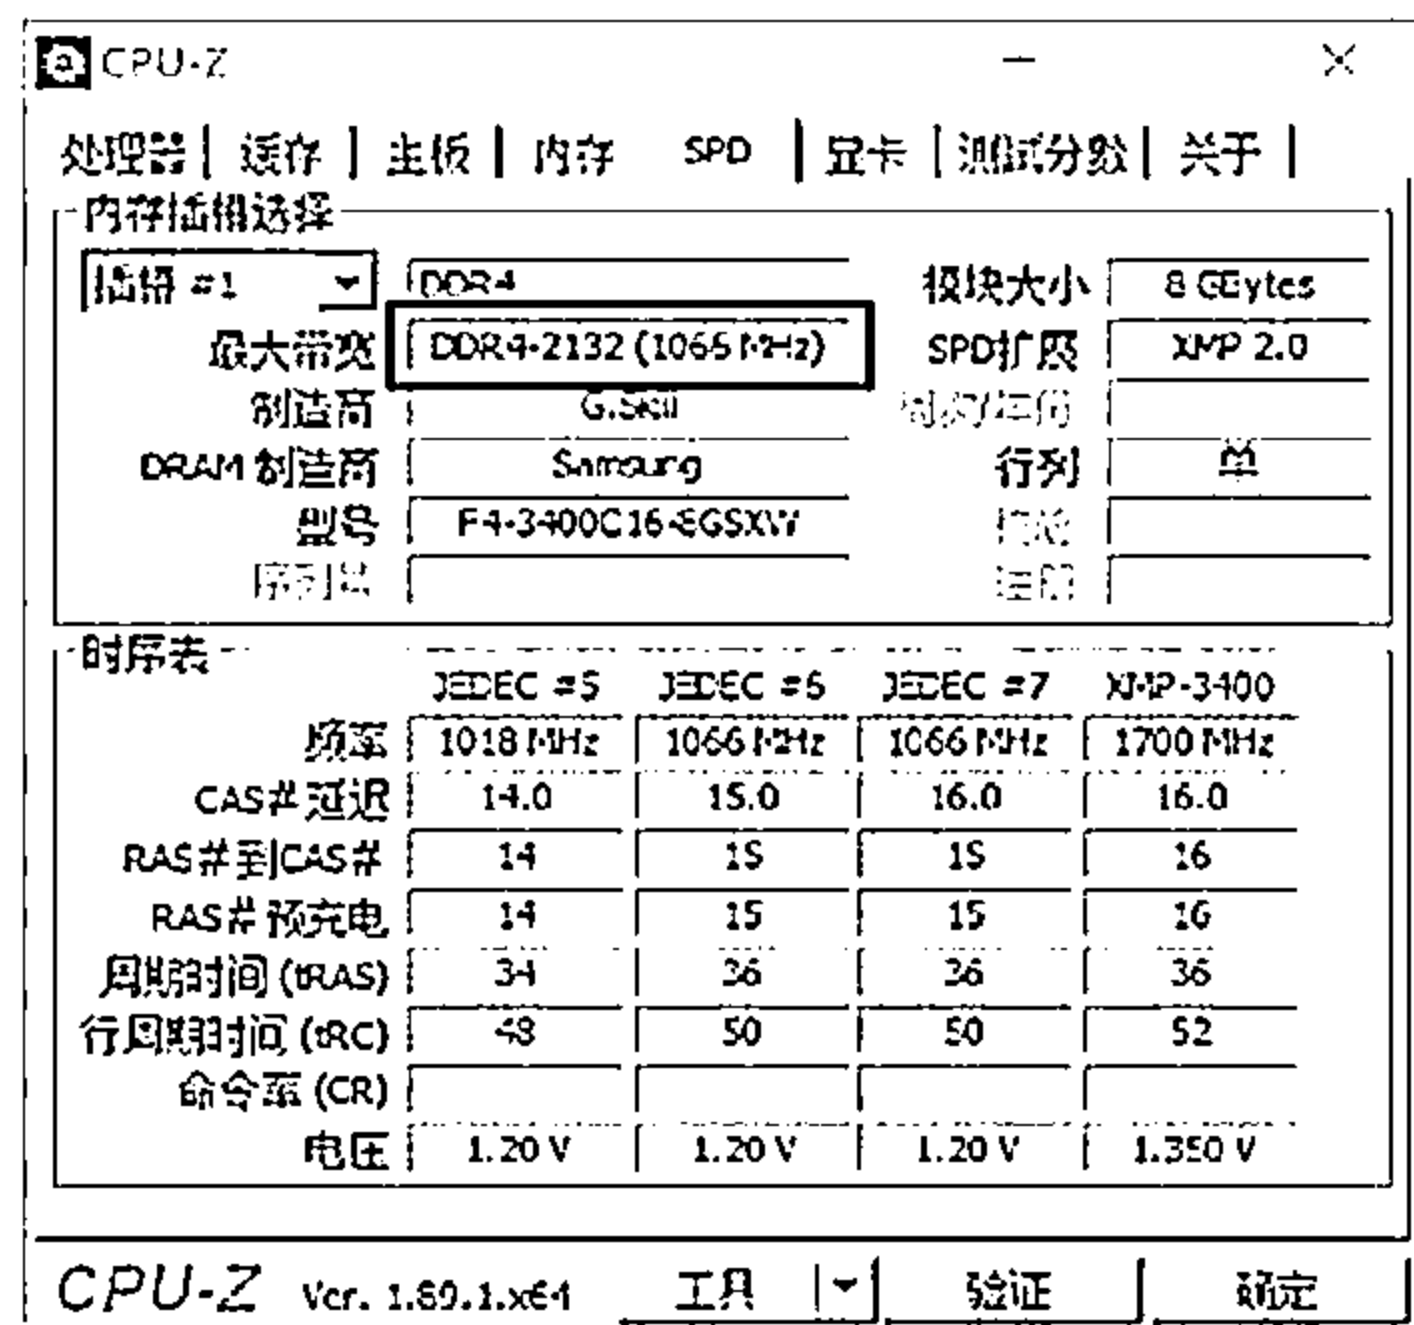 CPU-Z
处理器 缓存 主板 内存 SPD 显卡 测试分数 关于
内存插槽选择
插槽 #1 DDR4 模块大小 8 GBytes
最大带宽 DDR4-2132 (1066 MHz) SPD扩展 XMP 2.0
制造商 G.Skill
DRAM 制造商 Samsung 行列 单
型号 F4-3400C16-8GSXW
序列号
时序表
JEDEC #5 JEDEC #6 JEDEC #7 XMP-3400
频率 1018 MHz 1066 MHz 1066 MHz 1700 MHz
CAS# 延迟 14.0 15.0 16.0 16.0
RAS# 到CAS# 14 15 15 16
RAS# 预充电 14 15 15 16
周期时间 (tRAS) 34 36 36 36
行周期时间 (tRC) 48 50 50 52
命令率 (CR)
电压 1.20 V 1.20 V 1.20 V 1.350 V
CPU-Z Ver. 1.89.1.x64 工具 验证 确定